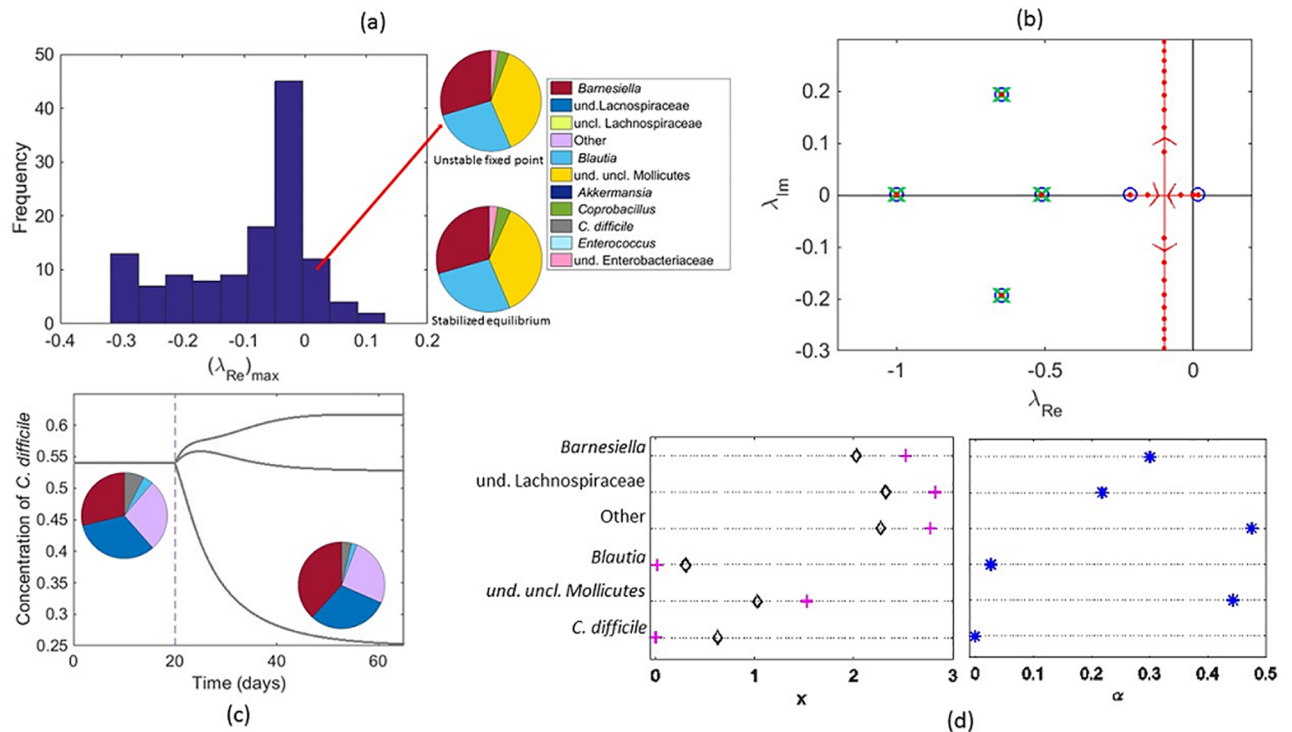 (a)
50
40
30
20
10
0
Frequency
-0.4
-0.3
-0.2
-0.1
0
0.1
0.2
(λRe)max
Unstable fixed point
Stabilized equilibrium
Barnesiella
und.Lacnospiraceae
uncl. Lachnospiraceae
Other
Blautia
und. uncl. Mollicutes
Akkermansia
Coprobacillus
C. difficile
Enterococcus
und. Enterobacteriaceae
(b)
0.2
0.1
0
-0.1
-0.2
-0.3
λIm
-1
-0.5
0
λRe
0.6
0.55
0.5
0.45
0.4
0.35
0.3
0.25
Concentration of C. difficile
0
20
40
60
Time (days)
(c)
Barnesiella
und. Lachnospiraceae
Other
Blautia
und. uncl. Mollicutes
C. difficile
0
1
2
3
x
0
0.1
0.2
0.3
0.4
0.5
α
(d)